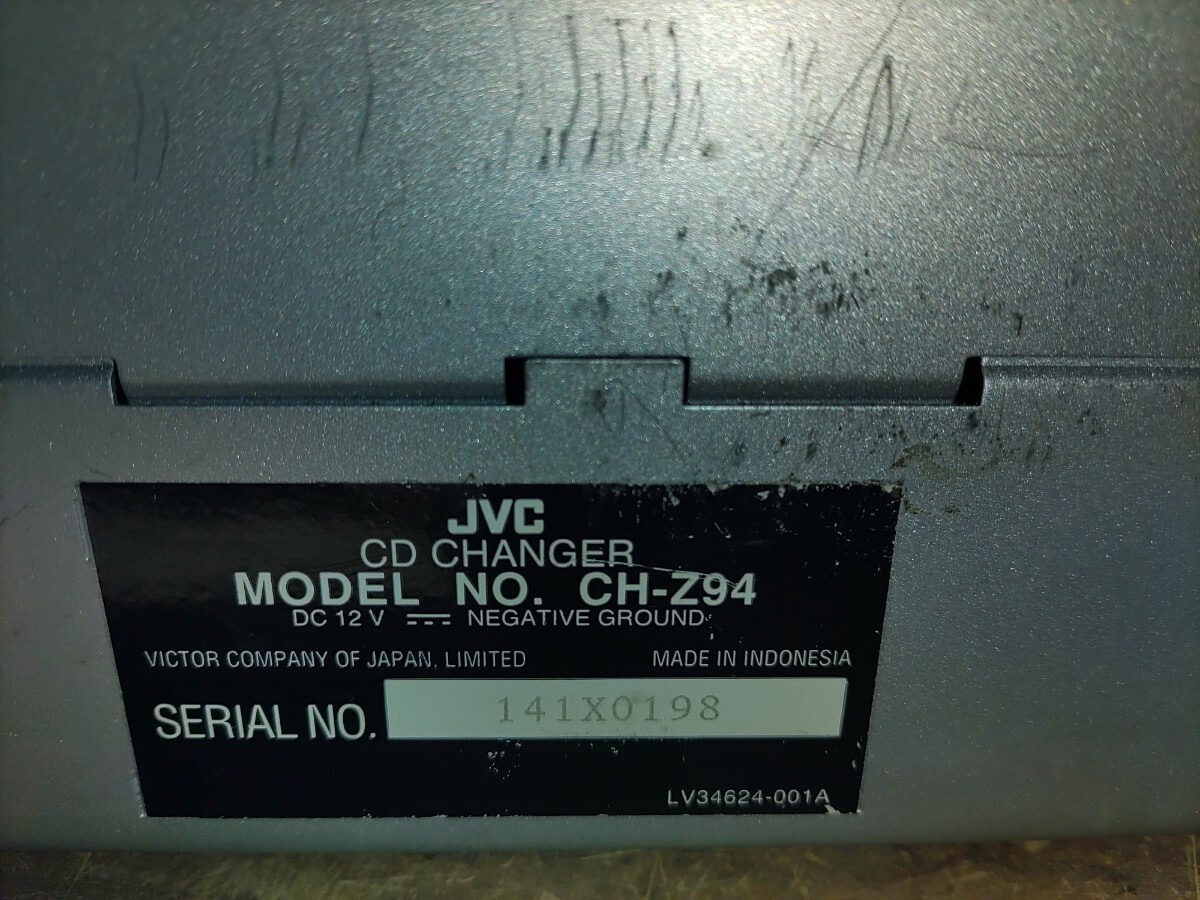 JVC
CD CHANGER
MODEL NO. CH-Z94
DC 12 V ⎓ NEGATIVE GROUND
VICTOR COMPANY OF JAPAN, LIMITED MADE IN INDONESIA
SERIAL NO. 141X0198
LV34624-001A